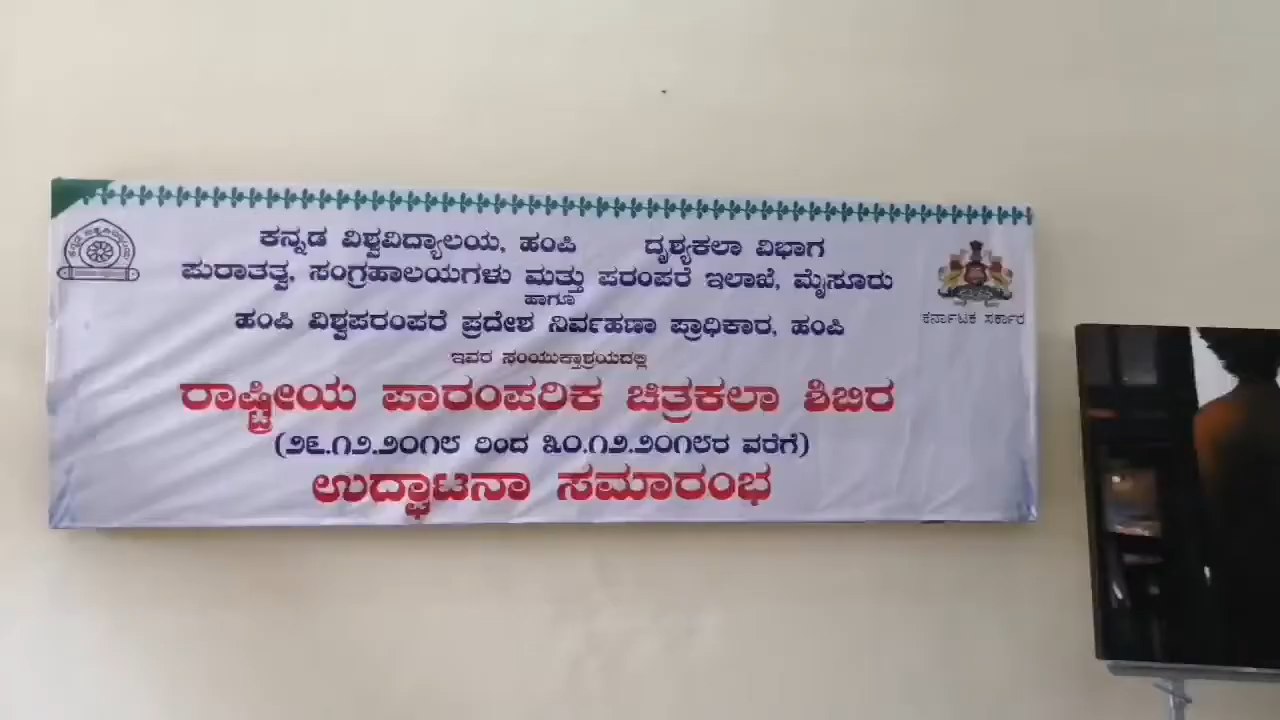 ಕನ್ನಡ ವಿಶ್ವವಿದ್ಯಾಲಯ, ಹಂಪಿ ದೃಶ್ಯಕಲಾ ವಿಭಾಗ
ಪುರಾತತ್ವ, ಸಂಗ್ರಹಾಲಯಗಳು ಮತ್ತು ಪರಂಪರೆ ಇಲಾಖೆ, ಮೈಸೂರು
ಹಾಗೂ
ಹಂಪಿ ವಿಶ್ವಪರಂಪರೆ ಪ್ರದೇಶ ನಿರ್ವಹಣಾ ಪ್ರಾಧಿಕಾರ, ಹಂಪಿ
ಕರ್ನಾಟಕ ಸರ್ಕಾರ
ಇವರ ಸಂಯುಕ್ತಾಶ್ರಯದಲ್ಲಿ
ರಾಷ್ಟ್ರೀಯ ಪಾರಂಪರಿಕ ಚಿತ್ರಕಲಾ ಶಿಬಿರ
(೨೬.೧೨.೨೦೧೮ ರಿಂದ ೩೦.೧೨.೨೦೧೮ರ ವರೆಗೆ)
ಉದ್ಘಾಟನಾ ಸಮಾರಂಭ